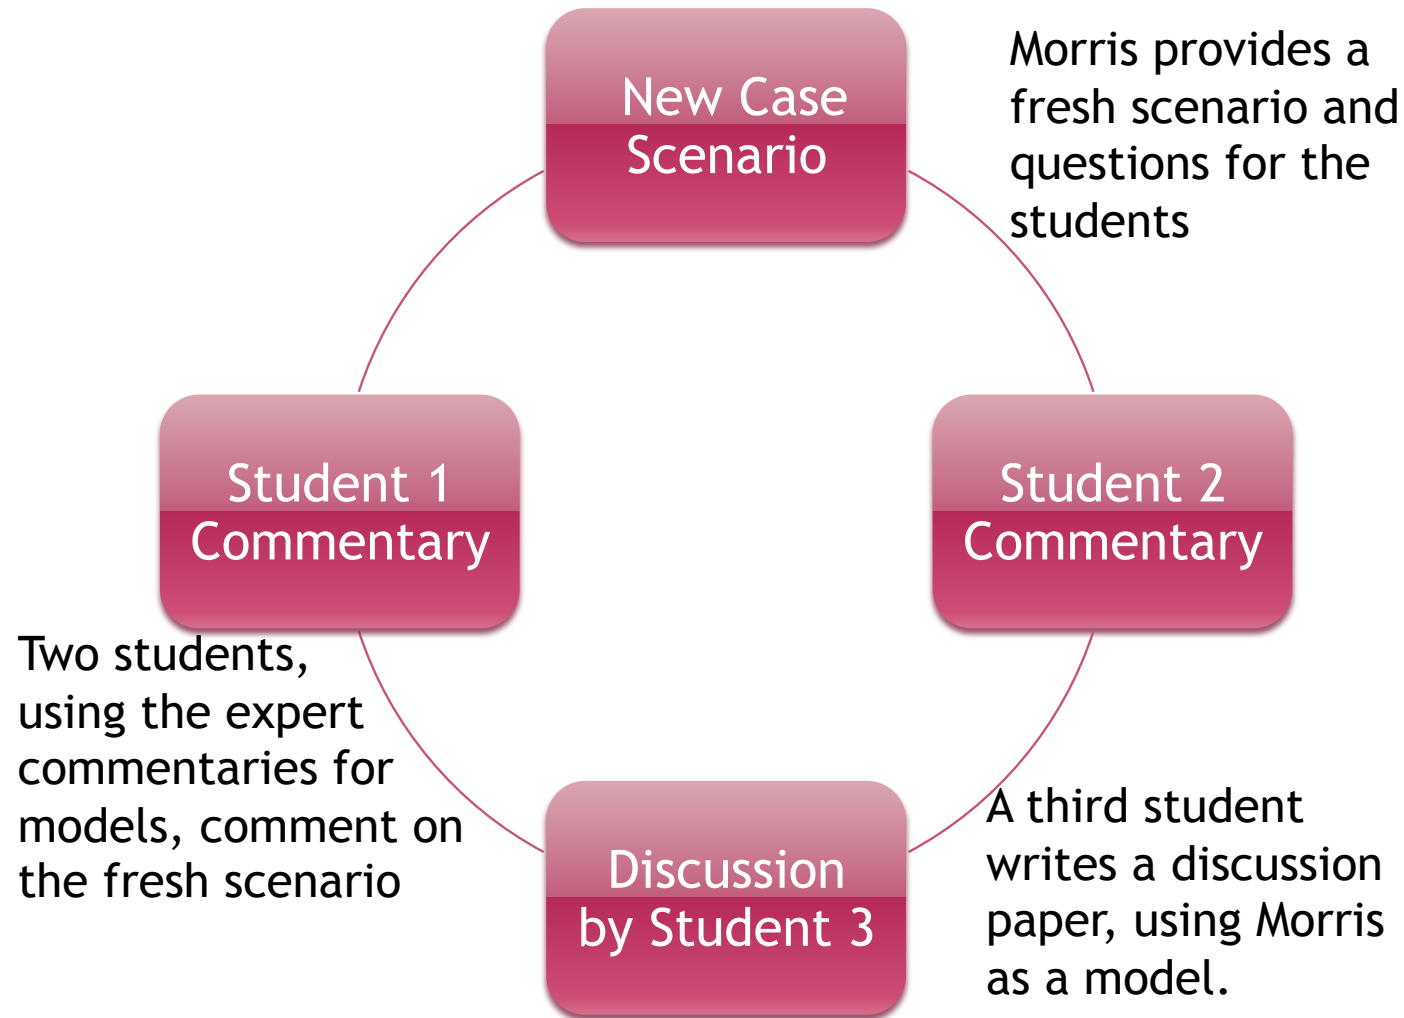 New Case
Scenario
Morris provides a
fresh scenario and
questions for the
students
Student 1
Commentary
Student 2
Commentary
Two students,
using the expert
commentaries for
models, comment on
the fresh scenario
Discussion
by Student 3
A third student
writes a discussion
paper, using Morris
as a model.